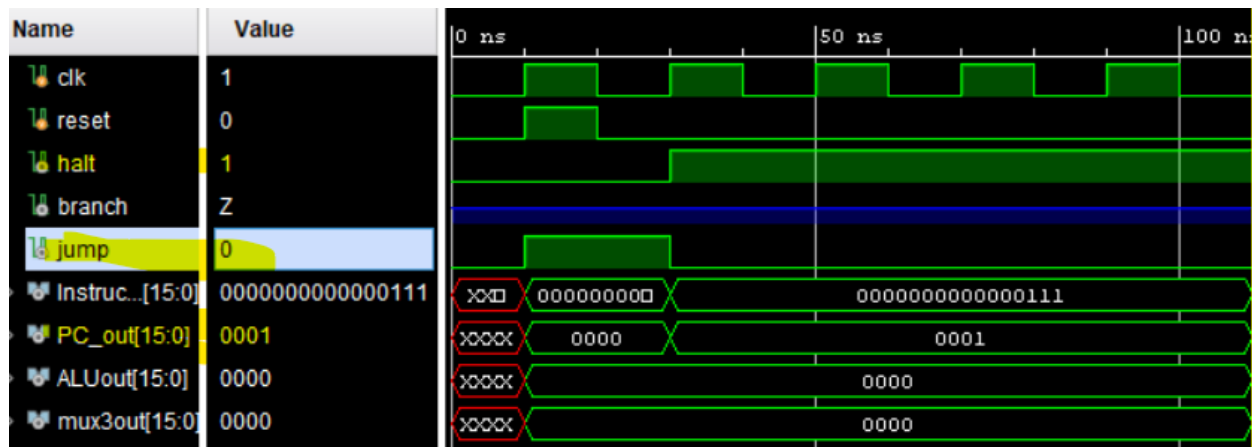 Name Value 0 ns 50 ns 100 n
clk 1
reset 0
halt 1
branch Z
jump 0
Instruc...[15:0] 0000000000000111 XX 00000000 0000000000000111
PC_out[15:0] 0001 XXXX 0000 0001
ALUout[15:0] 0000 XXXX 0000
mux3out[15:0] 0000 XXXX 0000